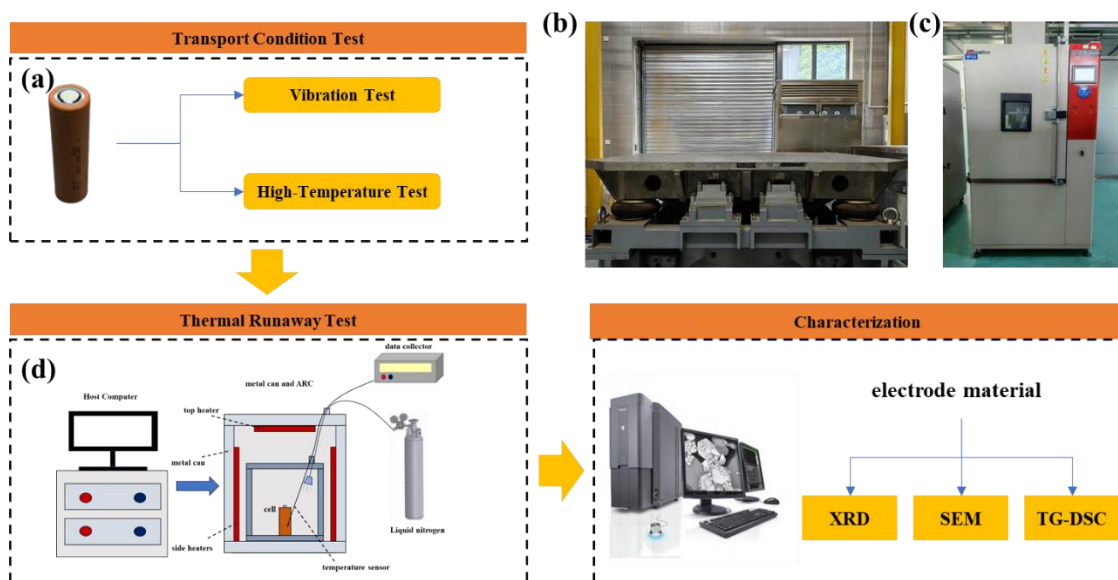 Transport Condition Test
(a)
Vibration Test
High-Temperature Test
(b)
(c)
Thermal Runaway Test
(d)
Host Computer
data collector
metal can and ARC
top heater
metal can
cell
side heaters
Liquid nitrogen
temperature sensor
Characterization
electrode material
XRD
SEM
TG-DSC